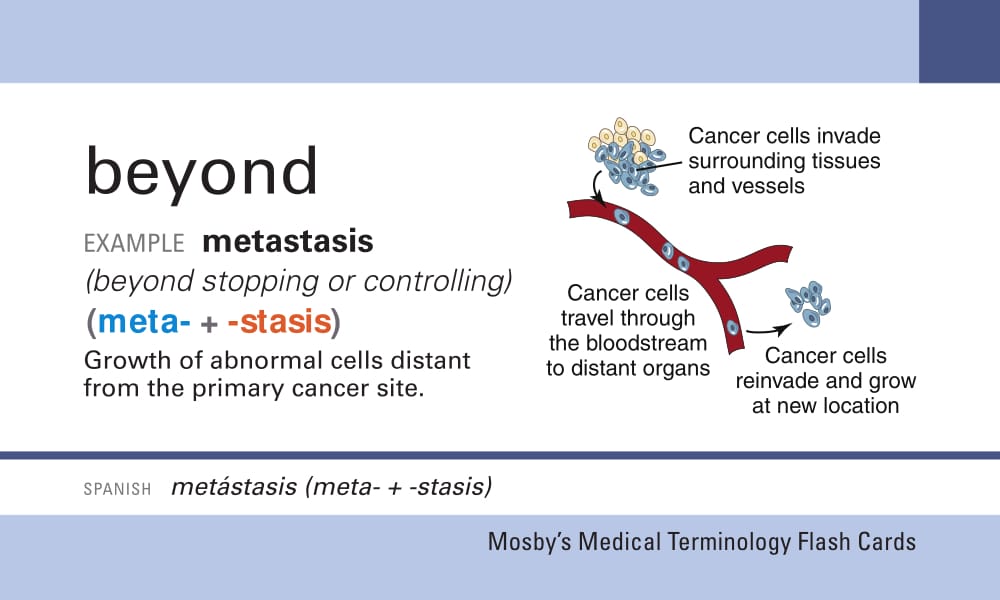 beyond
EXAMPLE metastasis
(beyond stopping or controlling)
(meta- + -stasis)
Growth of abnormal cells distant
from the primary cancer site.
Cancer cells invade
surrounding tissues
and vessels
Cancer cells
travel through
the bloodstream
to distant organs
Cancer cells
reinvade and grow
at new location
SPANISH metástasis (meta- + -stasis)
Mosby's Medical Terminology Flash Cards